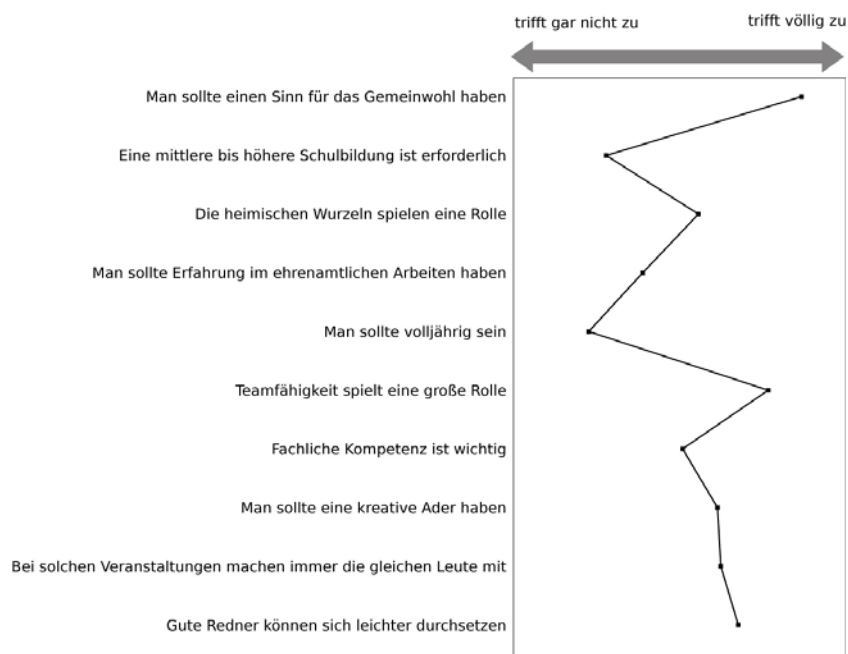 trifft gar nicht zu
trifft völlig zu
Man sollte einen Sinn für das Gemeinwohl haben
Eine mittlere bis höhere Schulbildung ist erforderlich
Die heimischen Wurzeln spielen eine Rolle
Man sollte Erfahrung im ehrenamtlichen Arbeiten haben
Man sollte volljährig sein
Teamfähigkeit spielt eine große Rolle
Fachliche Kompetenz ist wichtig
Man sollte eine kreative Ader haben
Bei solchen Veranstaltungen machen immer die gleichen Leute mit
Gute Redner können sich leichter durchsetzen